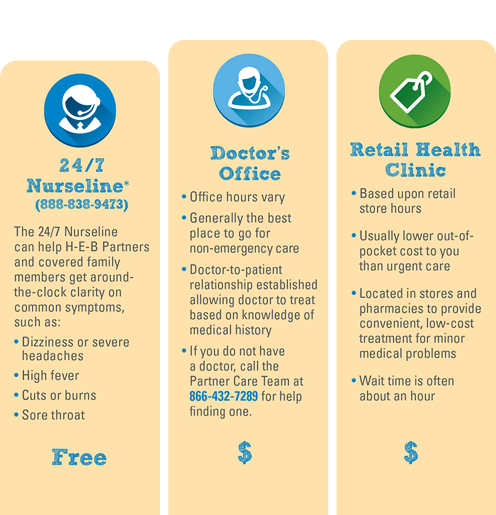 24/7
Nurseline*
(888-838-9473)
The 24/7 Nurseline
can help H-E-B Partners
and covered family
members get around-
the-clock clarity on
common symptoms,
such as:
• Dizziness or severe
headaches
• High fever
• Cuts or burns
• Sore throat
Free
Doctor's
Office
• Office hours vary
• Generally the best
place to go for
non-emergency care
• Doctor-to-patient
relationship established
allowing doctor to treat
based on knowledge of
medical history
• If you do not have
a doctor, call the
Partner Care Team at
866-432-7289 for help
finding one.
$
Retail Health
Clinic
• Based upon retail
store hours
• Usually lower out-of-
pocket cost to you
than urgent care
• Located in stores and
pharmacies to provide
convenient, low-cost
treatment for minor
medical problems
• Wait time is often
about an hour
$